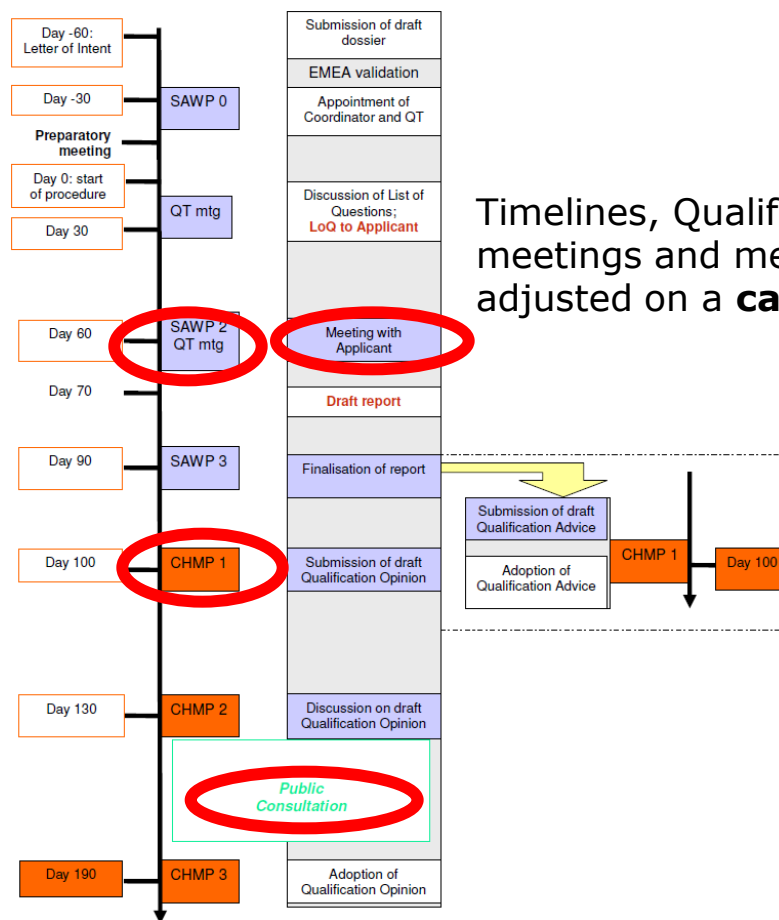 Day -60:
Letter of Intent
Submission of draft
dossier
EMEA validation
Day -30
SAWP 0
Appointment of
Coordinator and QT
Preparatory
meeting
Day 0: start
of procedure
QT mtg
Discussion of List of
Questions;
LoQ to Applicant
Day 30
Timelines, Qualif
meetings and me
adjusted on a ca
Day 60
SAWP 2
QT mtg
Meeting with
Applicant
Day 70
Draft report
Day 90
SAWP 3
Finalisation of report
Submission of draft
Qualification Advice
Adoption of
Qualification Advice
CHMP 1
Day 100
Day 100
CHMP 1
Submission of draft
Qualification Opinion
Day 130
CHMP 2
Discussion on draft
Qualification Opinion
Public
Consultation
Day 190
CHMP 3
Adoption of
Qualification Opinion